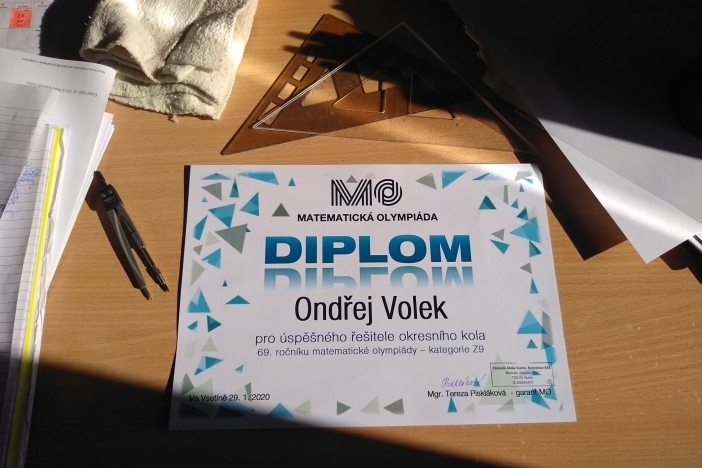 MO
MATEMATICKÁ OLYMPIÁDA
DIPLOM
Ondřej Volek
pro úspěšného řešitele okresního kola
69. ročníku matematické olympiády – kategorie Z9
Ve Vsetíně 29. 1. 2020
Mgr. Tereza Piskláková - garant MO